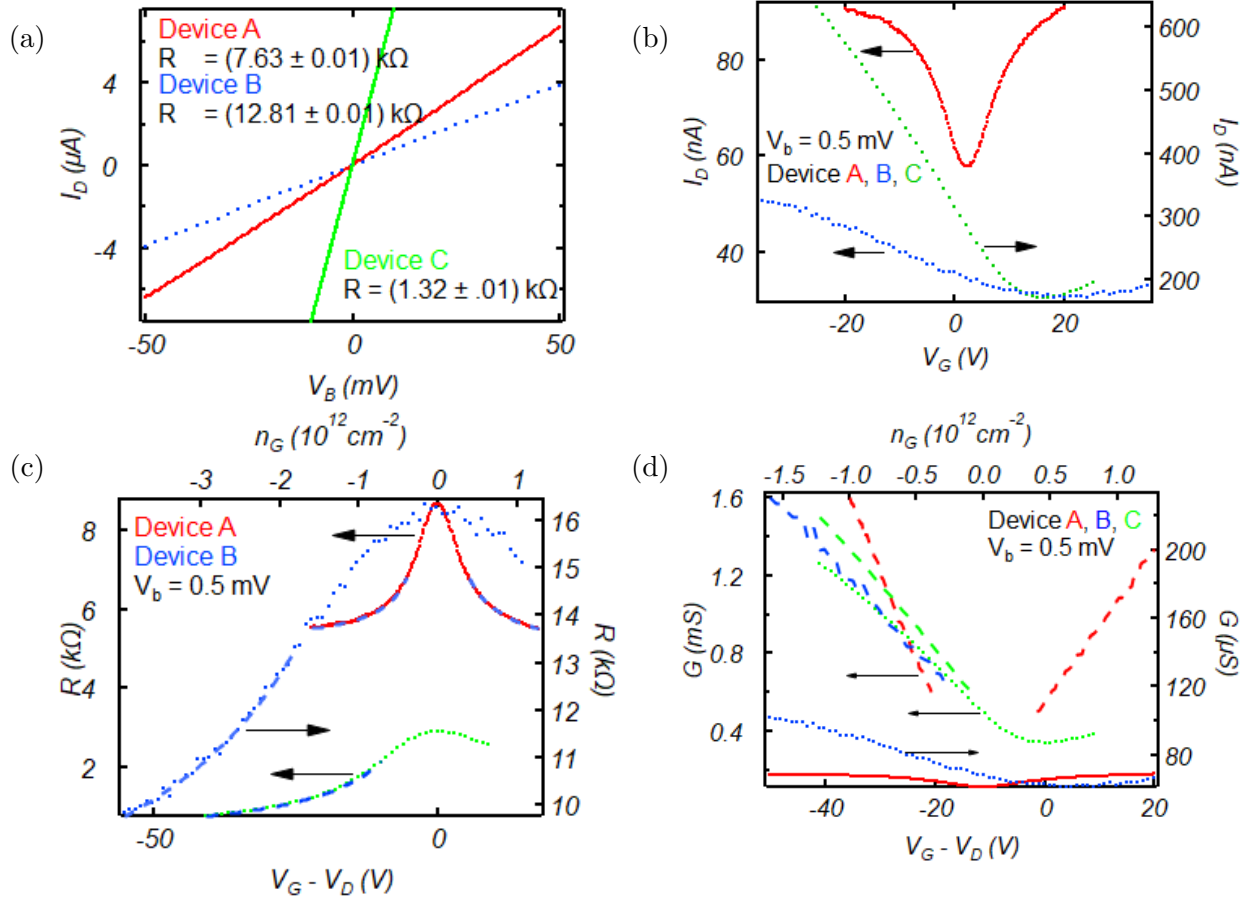 (a)
Device A
R = (7.63 ± 0.01) kΩ
Device B
R = (12.81 ± 0.01) kΩ
Device C
R = (1.32 ± .01) kΩ
I_D (µA)
4
0
-4
-50
0
50
V_B (mV)
(b)
V_b = 0.5 mV
Device A, B, C
I_D (nA)
80
60
40
600
500
400
300
200
I_D (nA)
-20
0
20
V_G (V)
(c)
n_G (10^12 cm^-2)
-3
-2
-1
0
1
Device A
Device B
V_b = 0.5 mV
R (kΩ)
8
6
4
2
16
15
14
13
12
11
10
R (kΩ)
-50
0
V_G - V_D (V)
(d)
n_G (10^12 cm^-2)
-1.5
-1.0
-0.5
0.0
0.5
1.0
Device A, B, C
V_b = 0.5 mV
G (mS)
1.6
1.2
0.8
0.4
200
160
120
80
G (µS)
-40
-20
0
20
V_G - V_D (V)